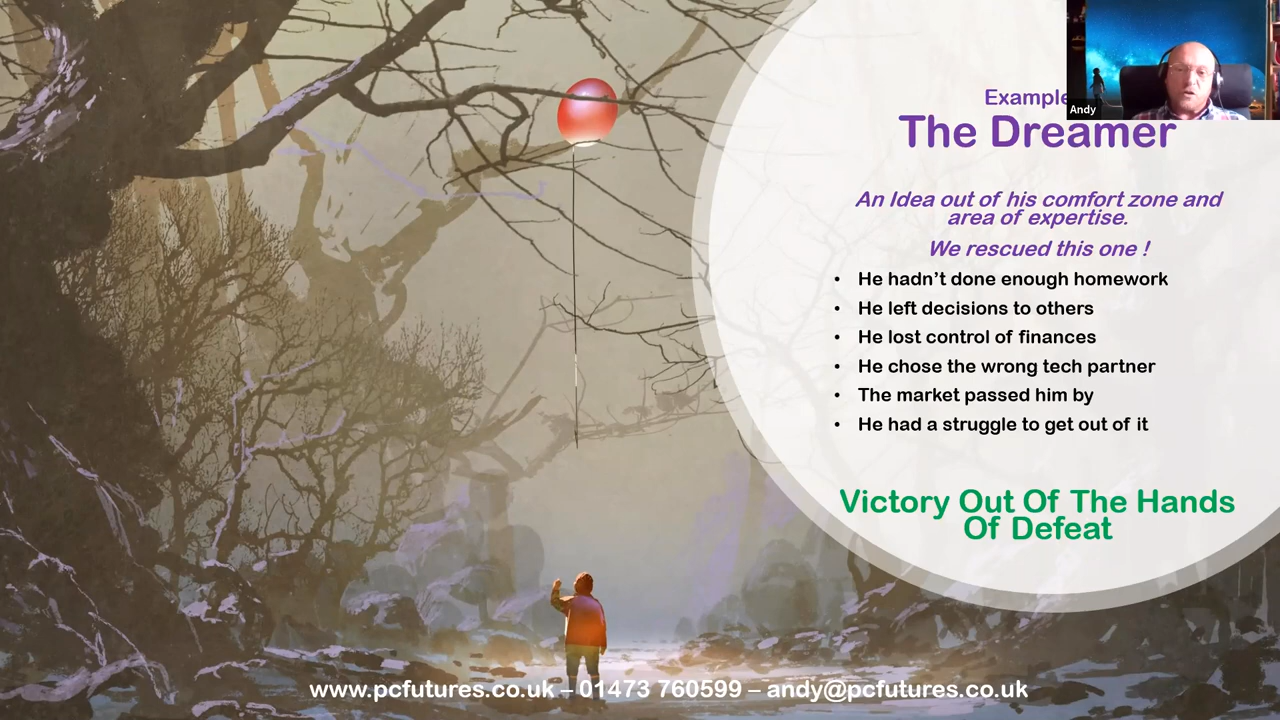 Example
The Dreamer
An Idea out of his comfort zone and
area of expertise.
We rescued this one !
• He hadn't done enough homework
• He left decisions to others
• He lost control of finances
• He chose the wrong tech partner
• The market passed him by
• He had a struggle to get out of it
Victory Out Of The Hands
Of Defeat
Andy
www.pcfutures.co.uk – 01473 760599 – andy@pcfutures.co.uk